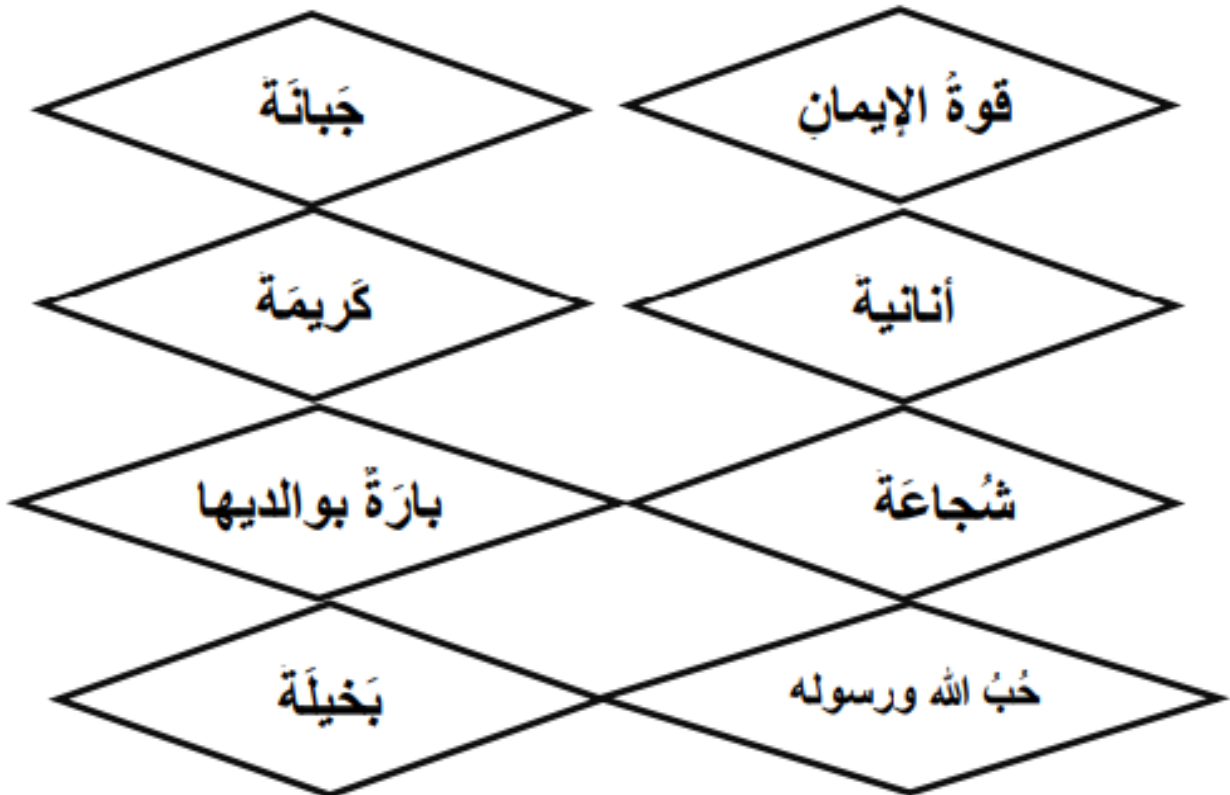 قوةُ الإيمانِ
جَبانَة
أنانية
كَريمَة
شُجاعَة
بارَةٌ بوالديها
حُبُ الله ورسوله
بَخيلَة